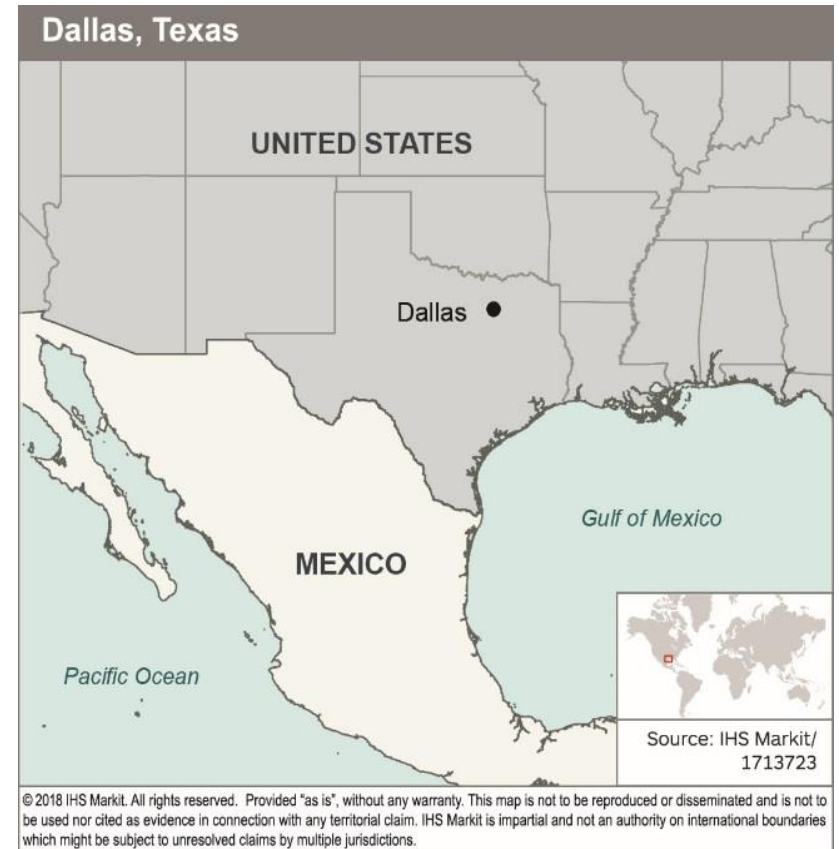 Dallas, Texas
UNITED STATES
Dallas
Gulf of Mexico
MEXICO
Pacific Ocean
Source: IHS Markit/
1713723
© 2018 IHS Markit. All rights reserved. Provided "as is", without any warranty. This map is not to be reproduced or disseminated and is not to
be used nor cited as evidence in connection with any territorial claim. IHS Markit is impartial and not an authority on international boundaries
which might be subject to unresolved claims by multiple jurisdictions.